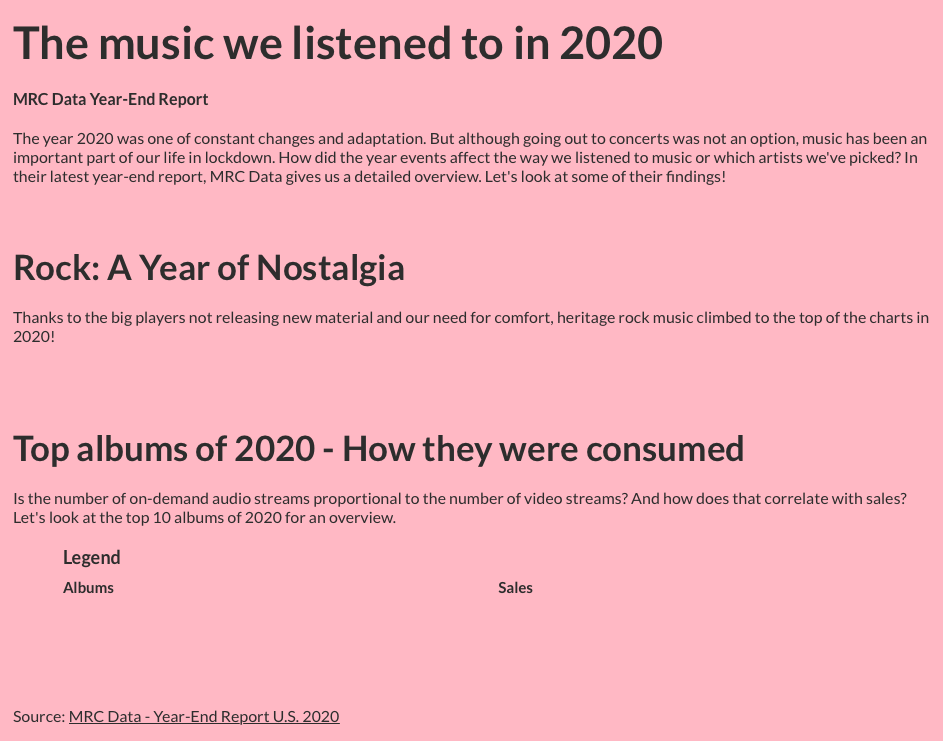 The music we listened to in 2020
MRC Data Year-End Report
The year 2020 was one of constant changes and adaptation. But although going out to concerts was not an option, music has been an
important part of our life in lockdown. How did the year events affect the way we listened to music or which artists we've picked? In
their latest year-end report, MRC Data gives us a detailed overview. Let's look at some of their findings!
Rock: A Year of Nostalgia
Thanks to the big players not releasing new material and our need for comfort, heritage rock music climbed to the top of the charts in
2020!
Top albums of 2020 - How they were consumed
Is the number of on-demand audio streams proportional to the number of video streams? And how does that correlate with sales?
Let's look at the top 10 albums of 2020 for an overview.
Legend
Albums Sales
Source: MRC Data - Year-End Report U.S. 2020